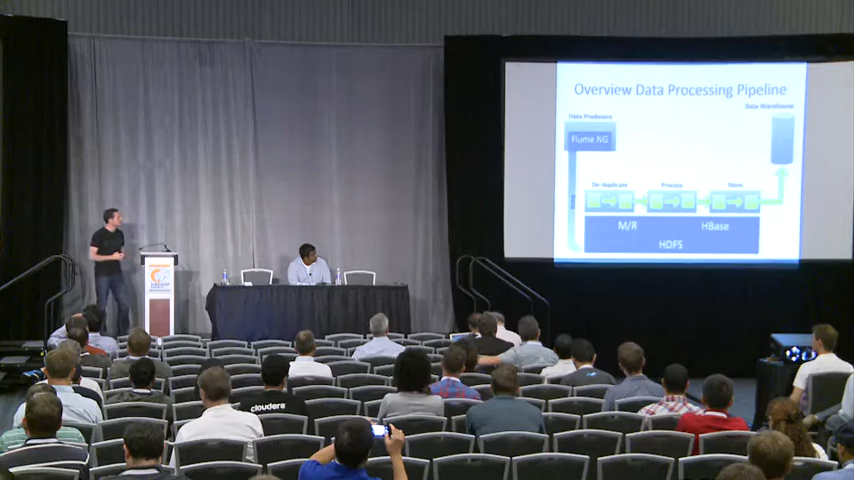 Overview Data Processing Pipeline
Data Warehouse
Data Producers
Flume NG
De-duplicate
Process
Store
M/R
HBase
HDFS
cloudera